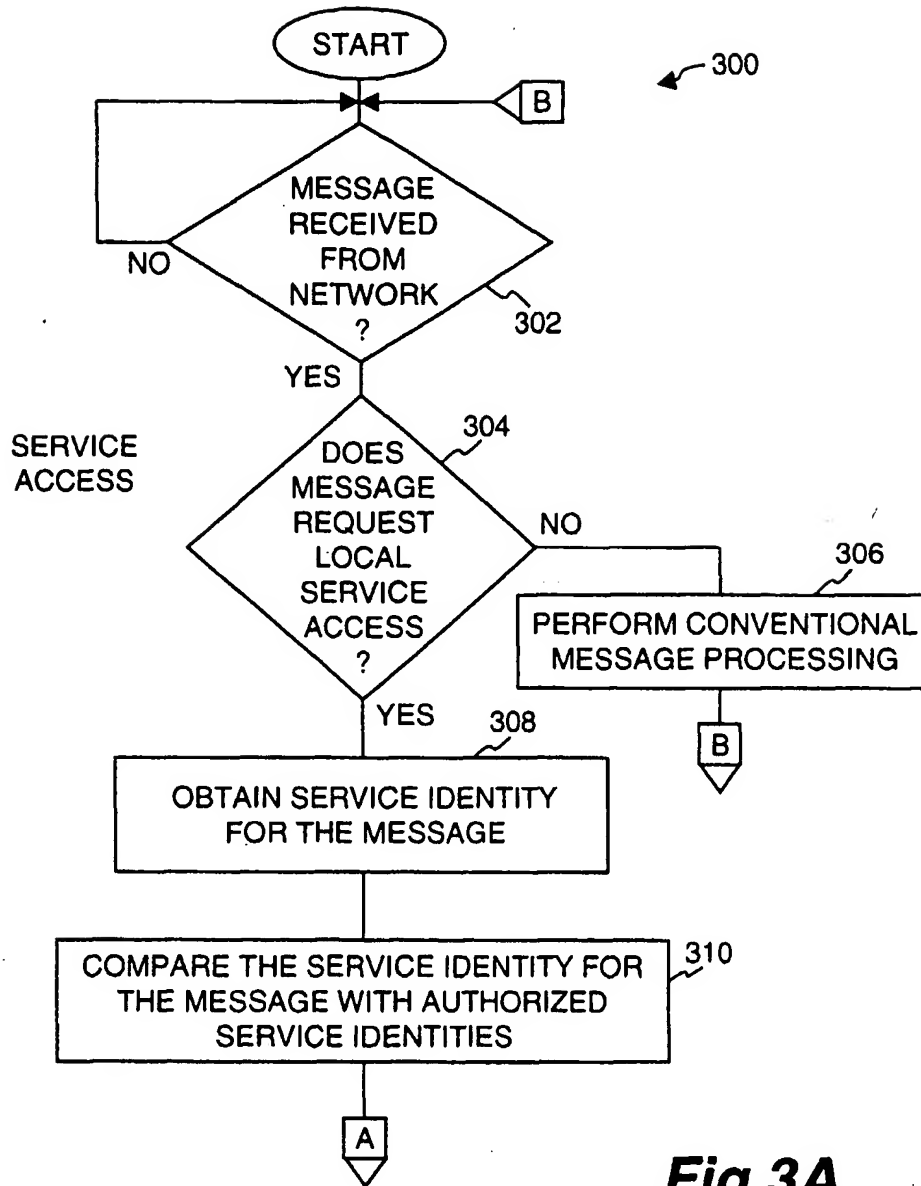 START
300
B
MESSAGE
RECEIVED
FROM
NETWORK
?
NO
302
YES
SERVICE
ACCESS
304
DOES
MESSAGE
REQUEST
LOCAL
SERVICE
ACCESS
?
NO
306
PERFORM CONVENTIONAL
MESSAGE PROCESSING
B
YES
308
OBTAIN SERVICE IDENTITY
FOR THE MESSAGE
310
COMPARE THE SERVICE IDENTITY FOR
THE MESSAGE WITH AUTHORIZED
SERVICE IDENTITIES
A
Fig 3A